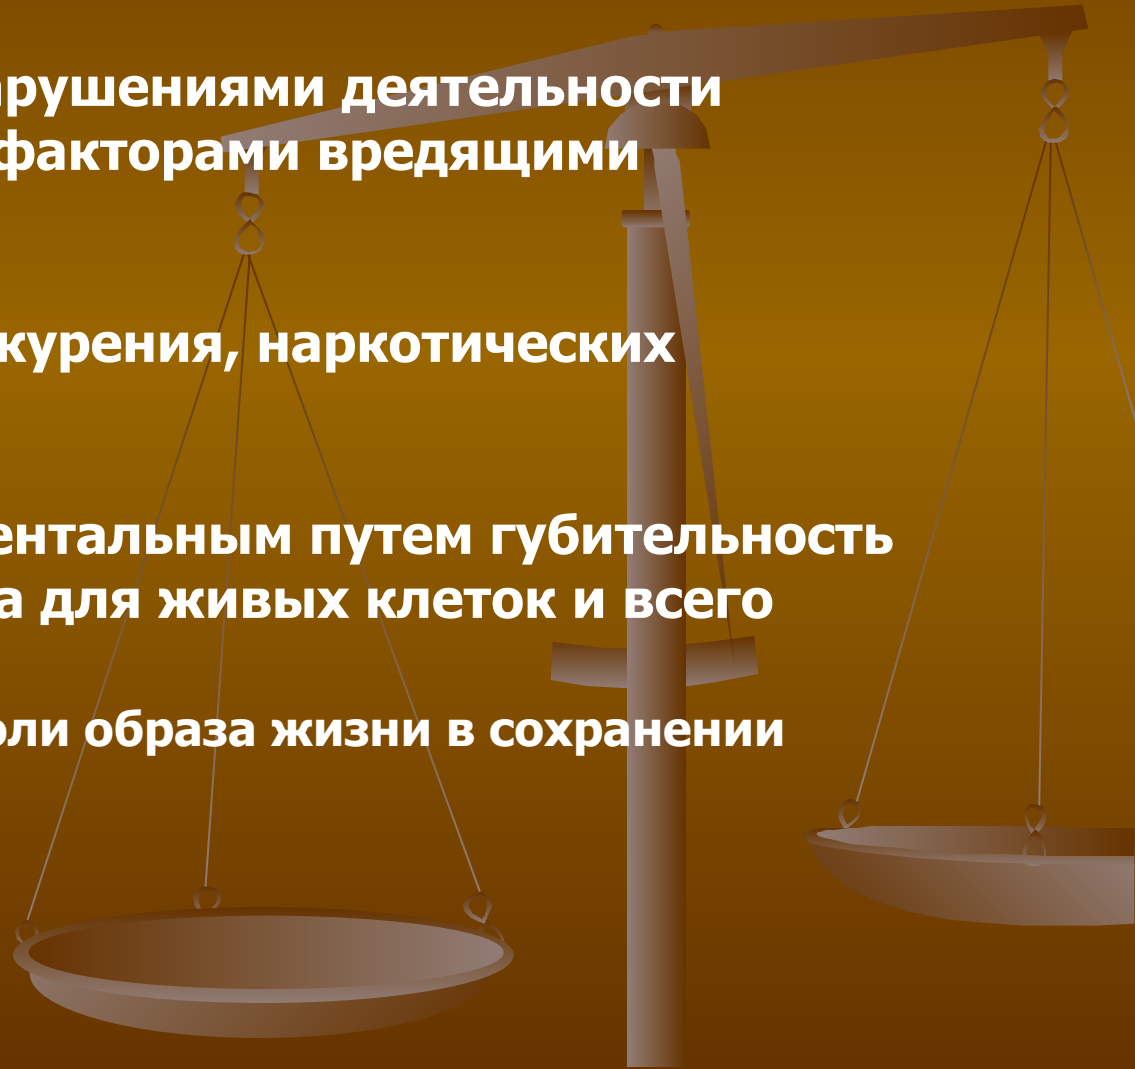 рушениями деятельности
факторами вредящими
курения, наркотических
ентальным путем губительность
а для живых клеток и всего
оли образа жизни в сохранении